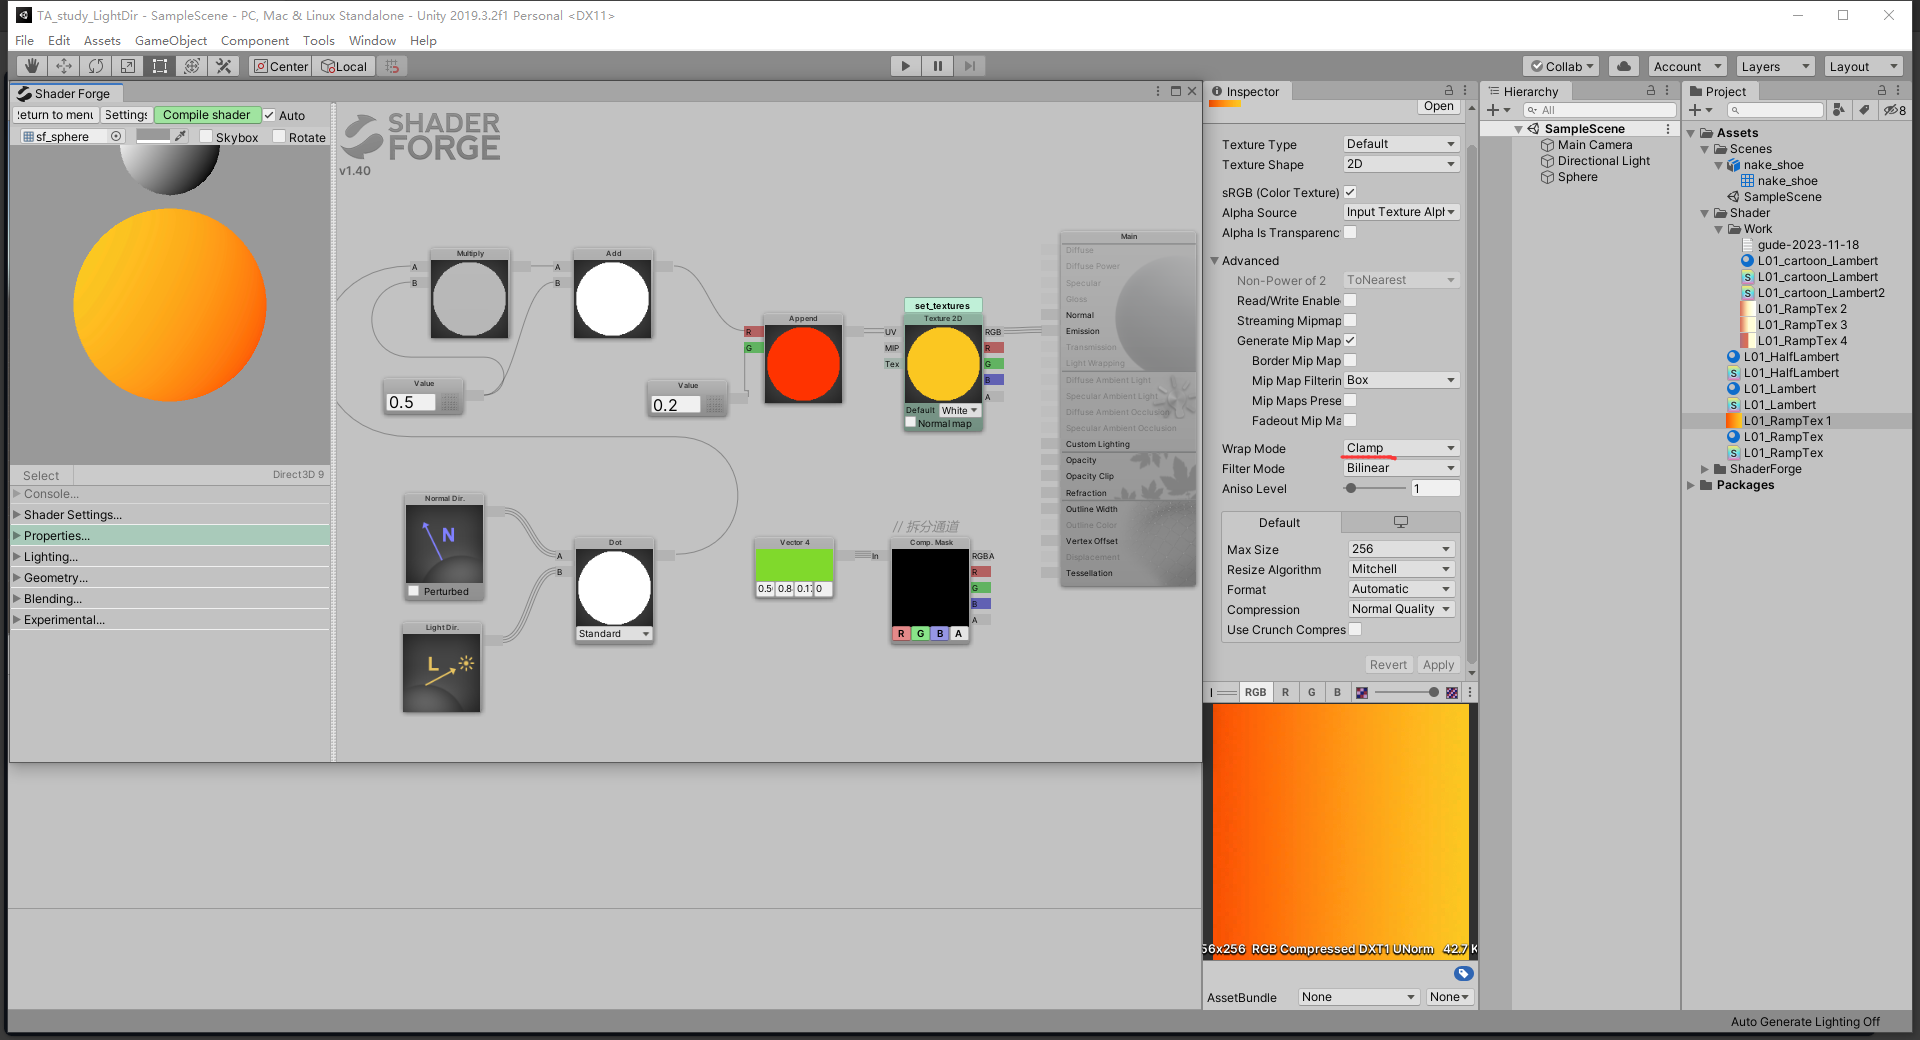 TA_study_LightDir - SampleScene - PC, Mac & Linux Standalone - Unity 2019.3.2f1 Personal <DX11>
File Edit Assets GameObject Component Tools Window Help
Center Local Collab Account Layers Layout
Shader Forge
Settings Compile shader Auto
sf_sphere Skybox Rotate
SHADER
FORGE
v1.40
Select Direct3D 9
Console...
Shader Settings...
Properties...
Lighting...
Geometry...
Blending...
Experimental...
Multiply
A
B
Add
A
B
Value
0.5
Value
0.2
Append
R
G
set_textures
Texture 2D
UV
MIP
Tex
RGB
R
G
B
A
Default White
Normal map
Normal Dir.
N
Perturbed
Light Dir.
L
Dot
A
B
Standard
Vector 4
0.8 0
// 拆分通道
Comp. Mask
In
RGBA
R
G
B
A
R G B A
Main
Diffuse
Diffuse Power
Specular
Gloss
Normal
Emission
Transmission
Light Wrapping
Diffuse Ambient Light
Specular Ambient Light
Diffuse Ambient Occlusion
Specular Ambient Occlusion
Custom Lighting
Opacity
Opacity Clip
Refraction
Outline Width
Outline Color
Vertex Offset
Displacement
Tessellation
Inspector
Open
Texture Type Default
Texture Shape 2D
sRGB (Color Texture)
Alpha Source Input Texture Alph
Alpha Is Transparenc
Advanced
Non-Power of 2 ToNearest
Read/Write Enable
Streaming Mipmap
Generate Mip Map
Border Mip Map
Mip Map Filterin Box
Mip Maps Prese
Fadeout Mip Ma
Wrap Mode Clamp
Filter Mode Bilinear
Aniso Level 1
Default
Max Size 256
Resize Algorithm Mitchell
Format Automatic
Compression Normal Quality
Use Crunch Compres
Revert Apply
RGB R G B
56x256 RGB Compressed DXT1 UNorm 42.7 K
AssetBundle None None
Hierarchy
All
SampleScene
Main Camera
Directional Light
Sphere
Project
8
Assets
Scenes
nake_shoe
nake_shoe
SampleScene
Shader
Work
gude-2023-11-18
L01_cartoon_Lambert
L01_cartoon_Lambert
L01_cartoon_Lambert2
L01_RampTex 2
L01_RampTex 3
L01_RampTex 4
L01_HalfLambert
L01_HalfLambert
L01_Lambert
L01_Lambert
L01_RampTex 1
L01_RampTex
L01_RampTex
ShaderForge
Packages
Auto Generate Lighting Off